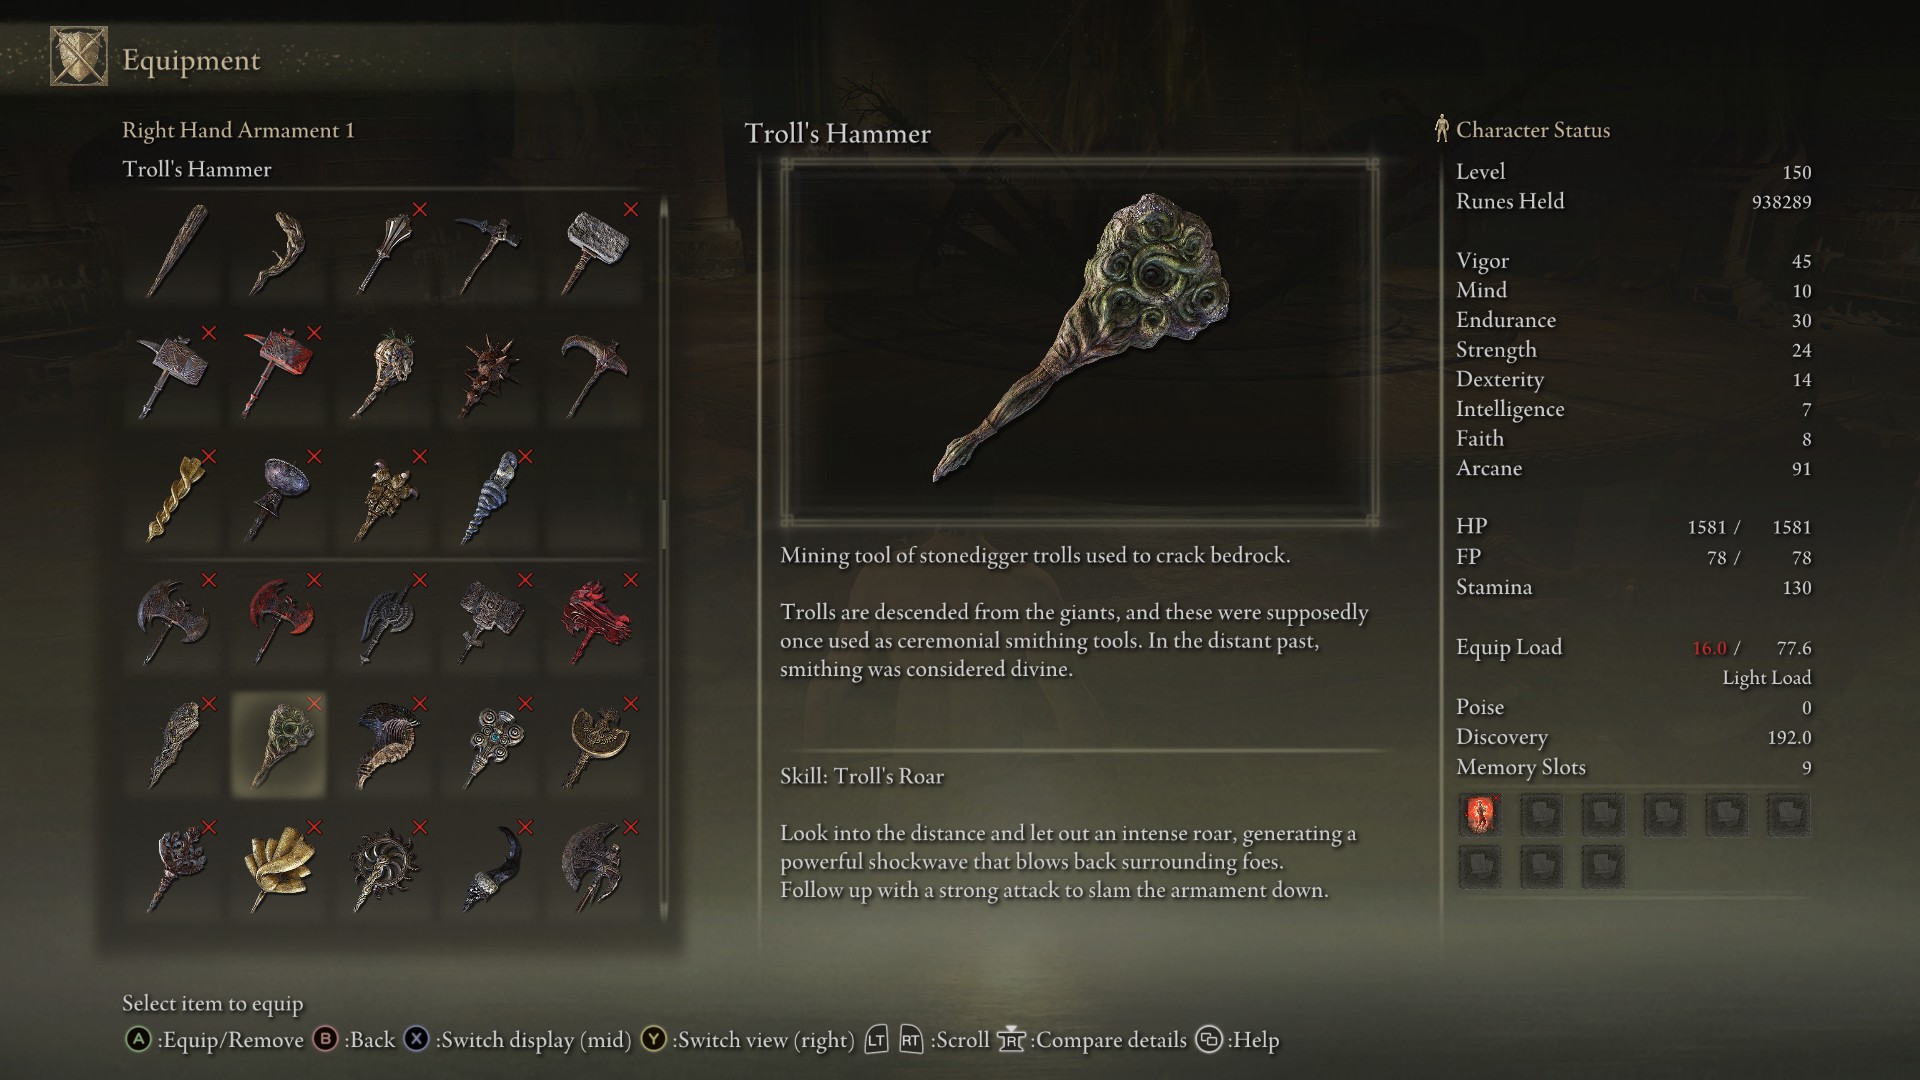 Equipment
Right Hand Armament 1
Troll's Hammer
Troll's Hammer
Mining tool of stonedigger trolls used to crack bedrock.
Trolls are descended from the giants, and these were supposedly
once used as ceremonial smithing tools. In the distant past,
smithing was considered divine.
Skill: Troll's Roar
Look into the distance and let out an intense roar, generating a
powerful shockwave that blows back surrounding foes.
Follow up with a strong attack to slam the armament down.
Character Status
Level 150
Runes Held 938289
Vigor 45
Mind 10
Endurance 30
Strength 24
Dexterity 14
Intelligence 7
Faith 8
Arcane 91
HP 1581 / 1581
FP 78 / 78
Stamina 130
Equip Load 16.0 / 77.6
Light Load
Poise 0
Discovery 192.0
Memory Slots 9
Select item to equip
A :Equip/Remove B :Back X :Switch display (mid) Y :Switch view (right) LT RT :Scroll R :Compare details :Help